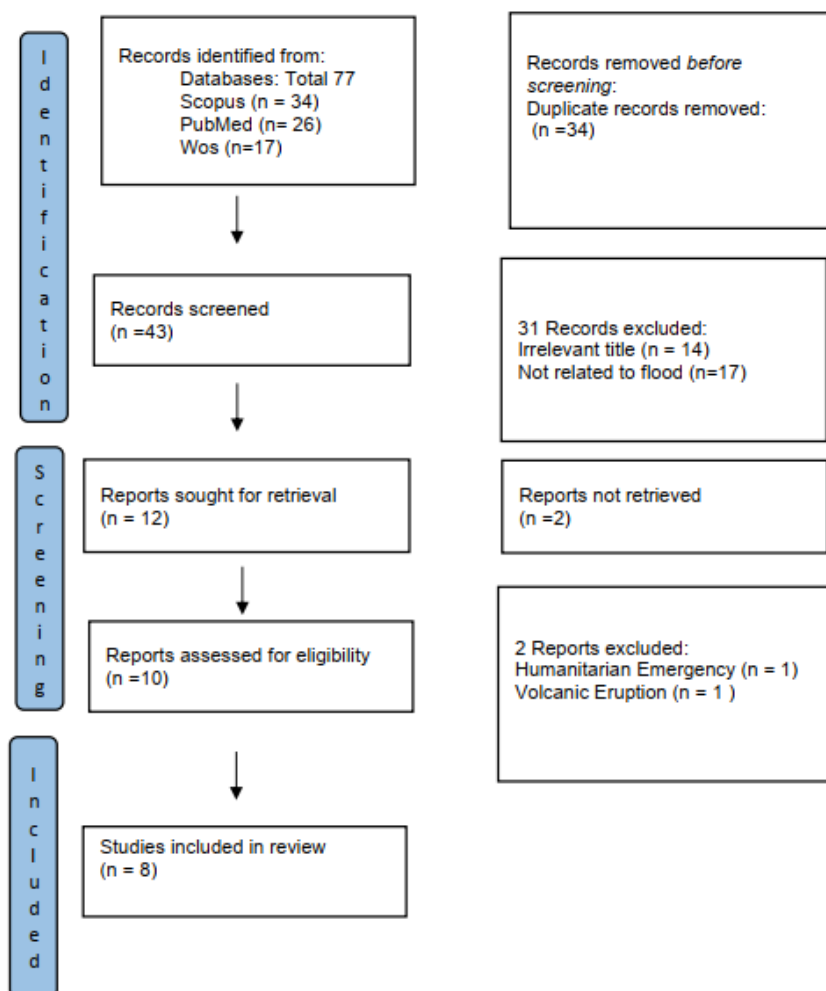 Identification
Records identified from:
Databases: Total 77
Scopus (n = 34)
PubMed (n= 26)
Wos (n=17)
Records removed before
screening:
Duplicate records removed:
(n =34)
Records screened
(n =43)
31 Records excluded:
Irrelevant title (n = 14)
Not related to flood (n=17)
Screening
Reports sought for retrieval
(n = 12)
Reports not retrieved
(n =2)
Reports assessed for eligibility
(n =10)
2 Reports excluded:
Humanitarian Emergency (n = 1)
Volcanic Eruption (n = 1 )
Included
Studies included in review
(n = 8)